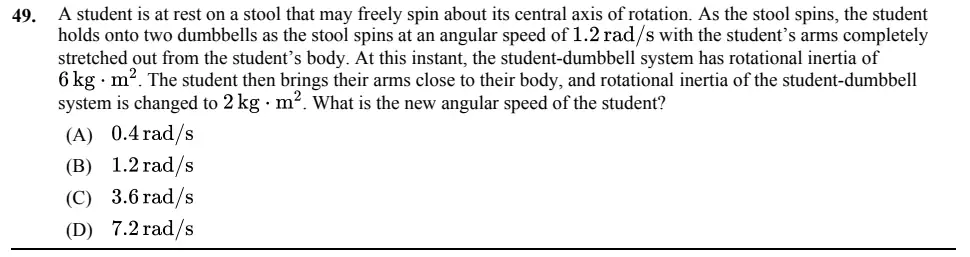 49. A student is at rest on a stool that may freely spin about its central axis of rotation. As the stool spins, the student
holds onto two dumbbells as the stool spins at an angular speed of 1.2 rad/s with the student's arms completely
stretched out from the student's body. At this instant, the student-dumbbell system has rotational inertia of
6 kg · m². The student then brings their arms close to their body, and rotational inertia of the student-dumbbell
system is changed to 2 kg · m². What is the new angular speed of the student?
(A) 0.4 rad/s
(B) 1.2 rad/s
(C) 3.6 rad/s
(D) 7.2 rad/s